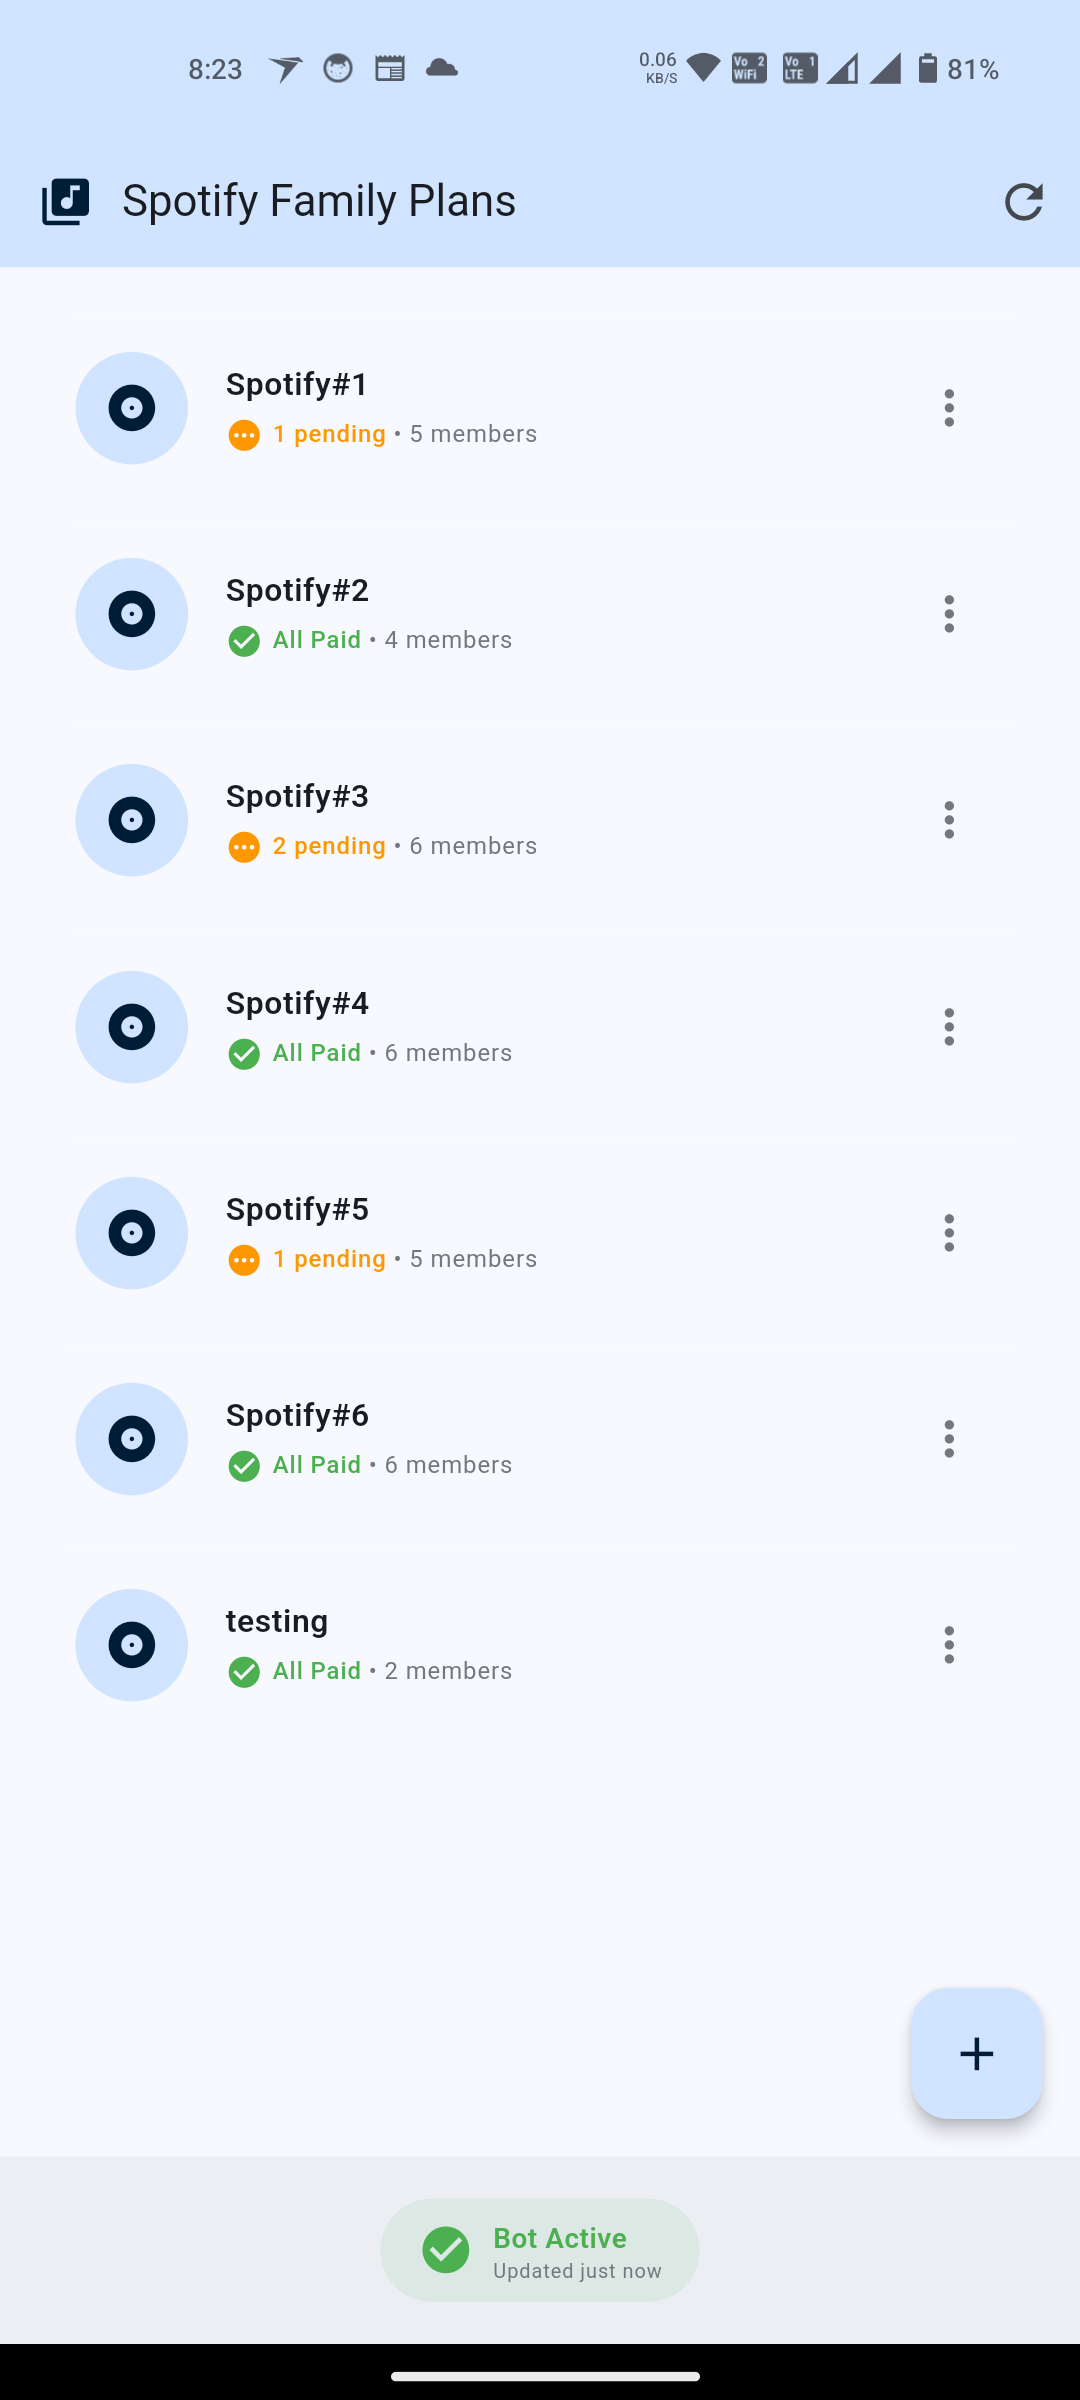 8:23
0.06
KB/S
Vo 2
WiFi
Vo 1
LTE
81%
Spotify Family Plans
Spotify#1
1 pending • 5 members
Spotify#2
All Paid • 4 members
Spotify#3
2 pending • 6 members
Spotify#4
All Paid • 6 members
Spotify#5
1 pending • 5 members
Spotify#6
All Paid • 6 members
testing
All Paid • 2 members
Bot Active
Updated just now